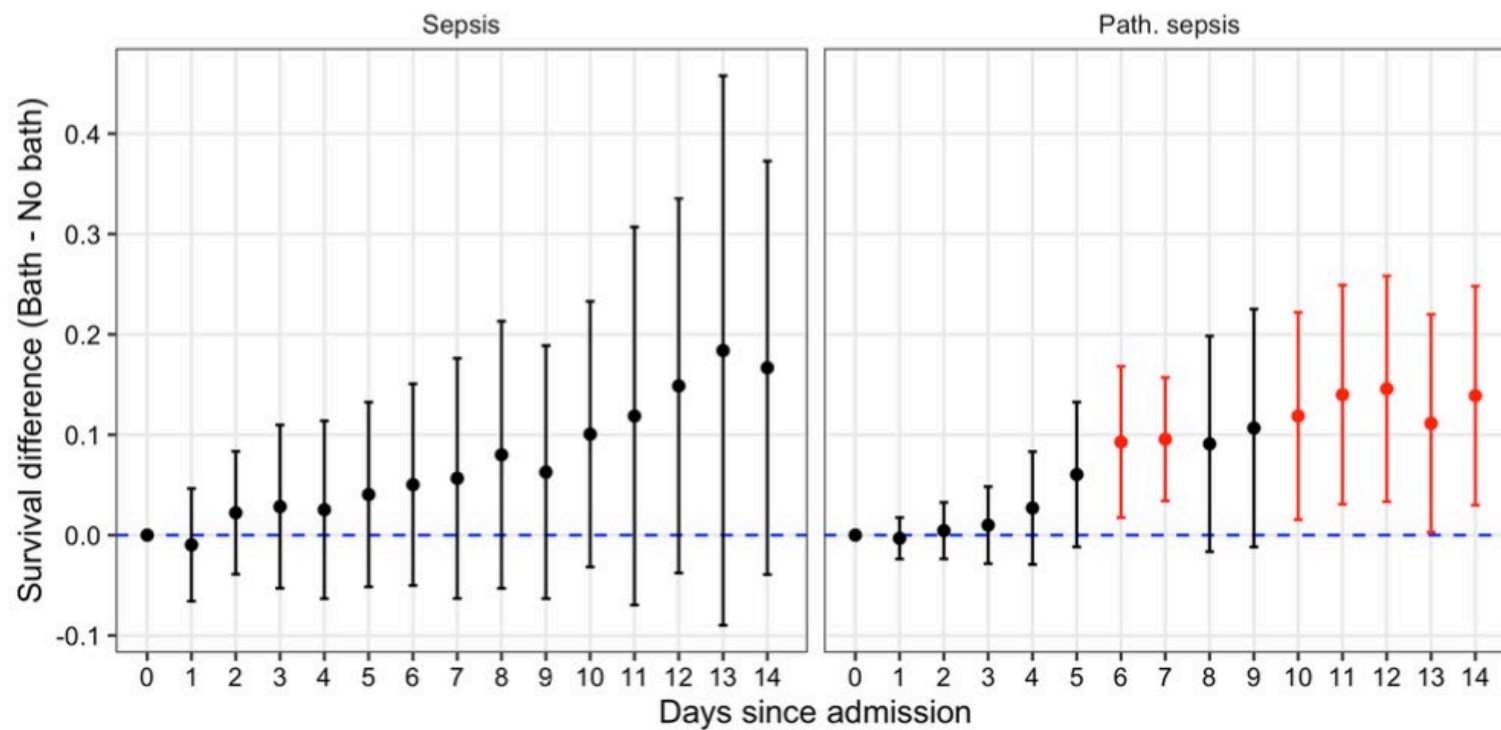 Sepsis
Path. sepsis
Survival difference (Bath - No bath)
0.4
0.3
0.2
0.1
0.0
-0.1
0 1 2 3 4 5 6 7 8 9 10 11 12 13 14
0 1 2 3 4 5 6 7 8 9 10 11 12 13 14
Days since admission